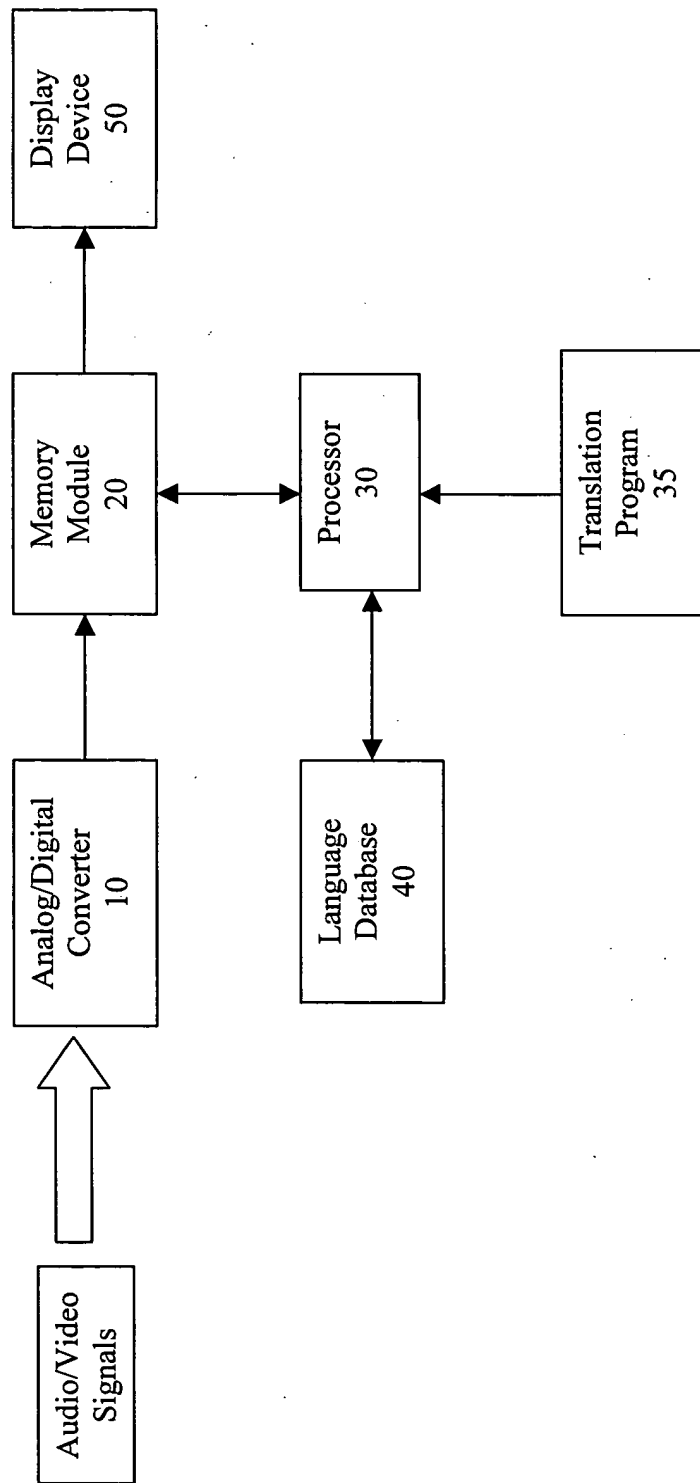 Audio/Video
Signals
Analog/Digital
Converter
10
Memory
Module
20
Display
Device
50
Language
Database
40
Processor
30
Translation
Program
35